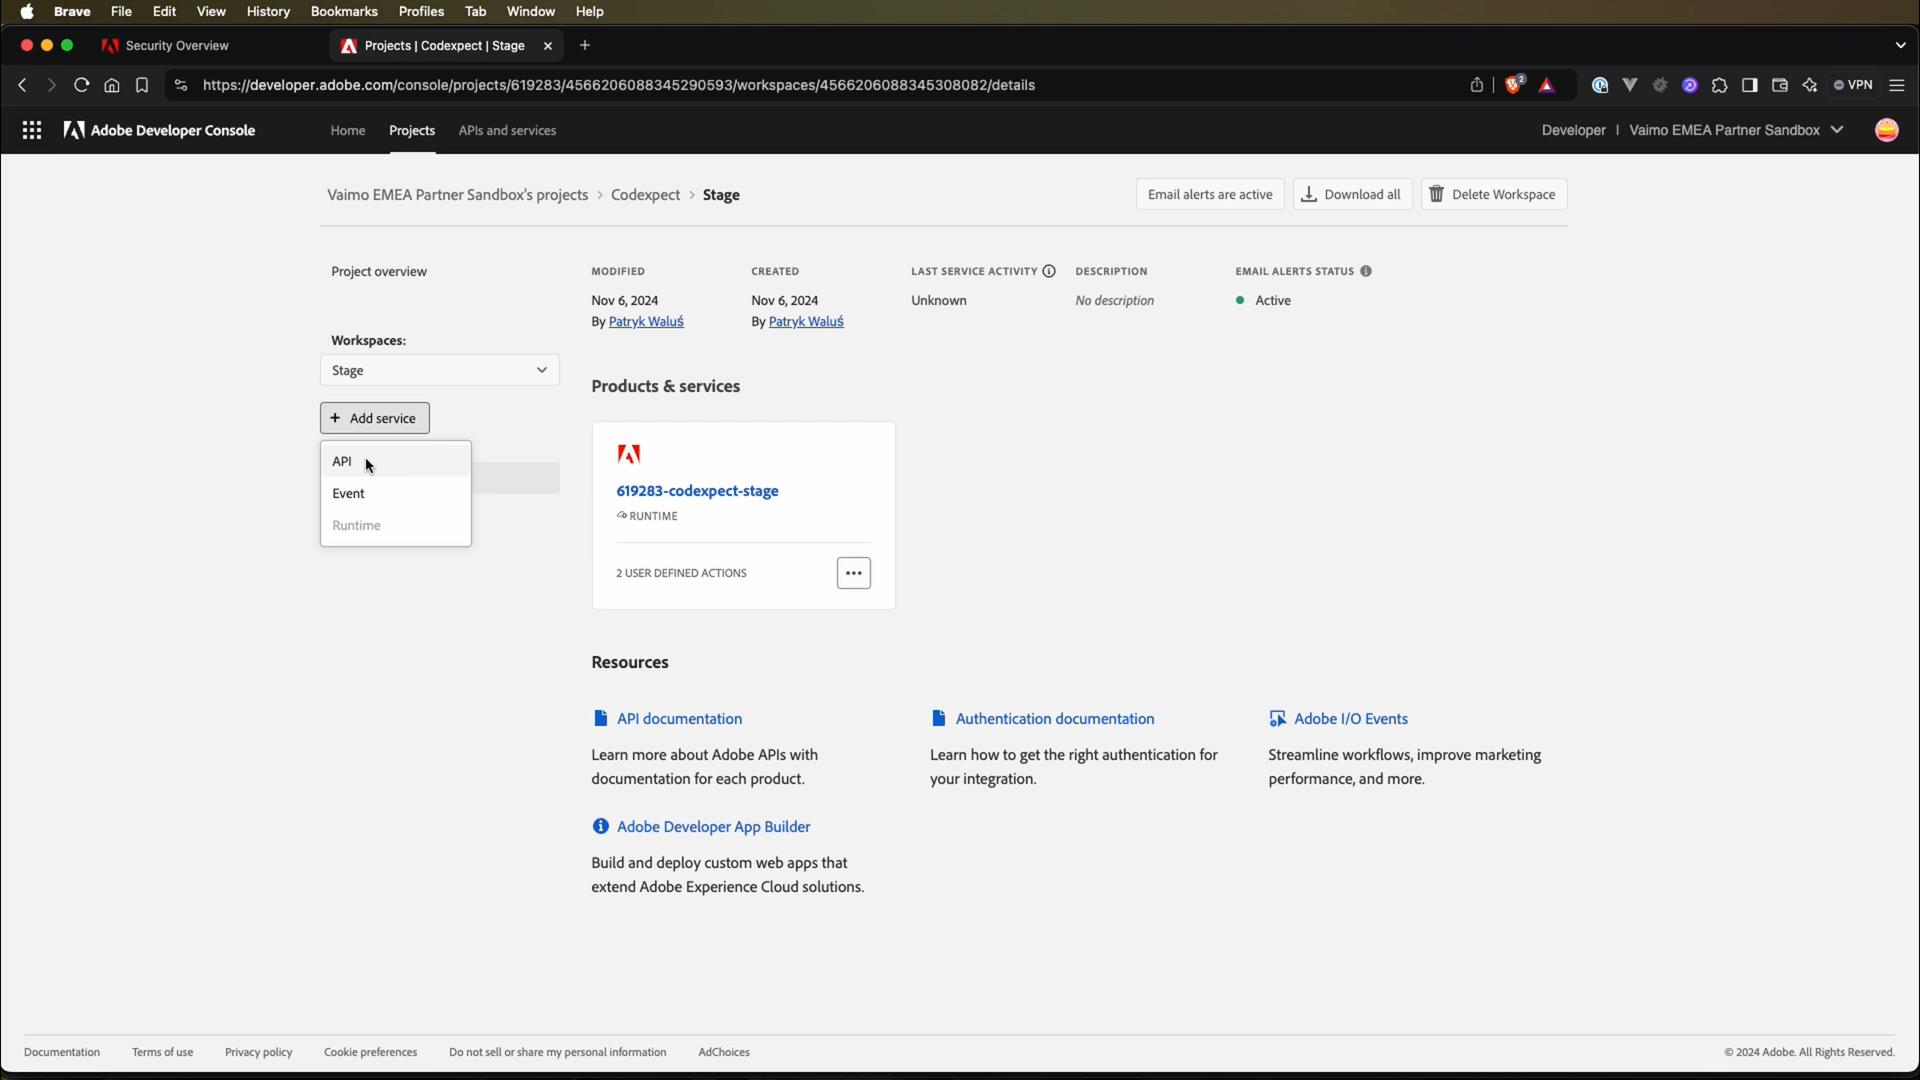 Brave File Edit View History Bookmarks Profiles Tab Window Help
Security Overview
Projects | Codexpect | Stage
https://developer.adobe.com/console/projects/619283/4566206088345290593/workspaces/4566206088345308082/details
2
VPN
Adobe Developer Console
Home Projects APIs and services
Developer | Vaimo EMEA Partner Sandbox
Vaimo EMEA Partner Sandbox's projects > Codexpect > Stage
Email alerts are active
Download all
Delete Workspace
Project overview
Workspaces:
Stage
+ Add service
API
Event
Runtime
MODIFIED
Nov 6, 2024
By Patryk Waluś
CREATED
Nov 6, 2024
By Patryk Waluś
LAST SERVICE ACTIVITY
Unknown
DESCRIPTION
No description
EMAIL ALERTS STATUS
Active
Products & services
619283-codexpect-stage
RUNTIME
2 USER DEFINED ACTIONS
Resources
API documentation
Learn more about Adobe APIs with
documentation for each product.
Authentication documentation
Learn how to get the right authentication for
your integration.
Adobe I/O Events
Streamline workflows, improve marketing
performance, and more.
Adobe Developer App Builder
Build and deploy custom web apps that
extend Adobe Experience Cloud solutions.
Documentation Terms of use Privacy policy Cookie preferences Do not sell or share my personal information AdChoices
© 2024 Adobe. All Rights Reserved.